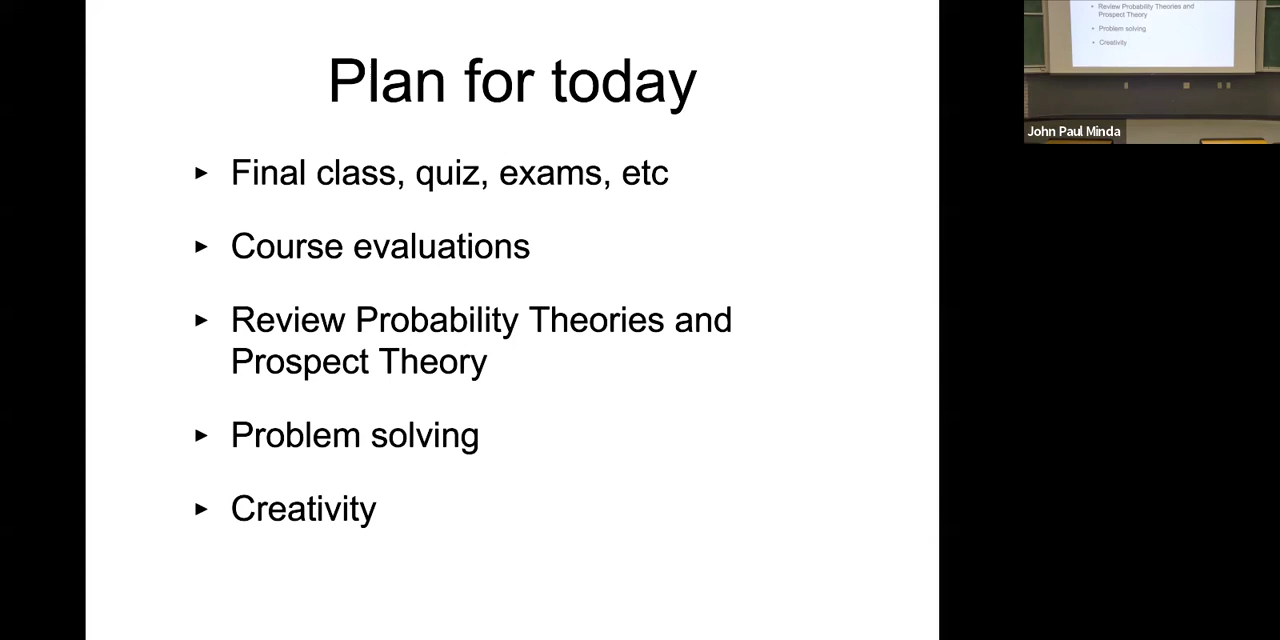 Plan for today
▸ Final class, quiz, exams, etc
▸ Course evaluations
▸ Review Probability Theories and
Prospect Theory
▸ Problem solving
▸ Creativity
• Review Probability Theories and
Prospect Theory
• Problem solving
• Creativity
John Paul Minda